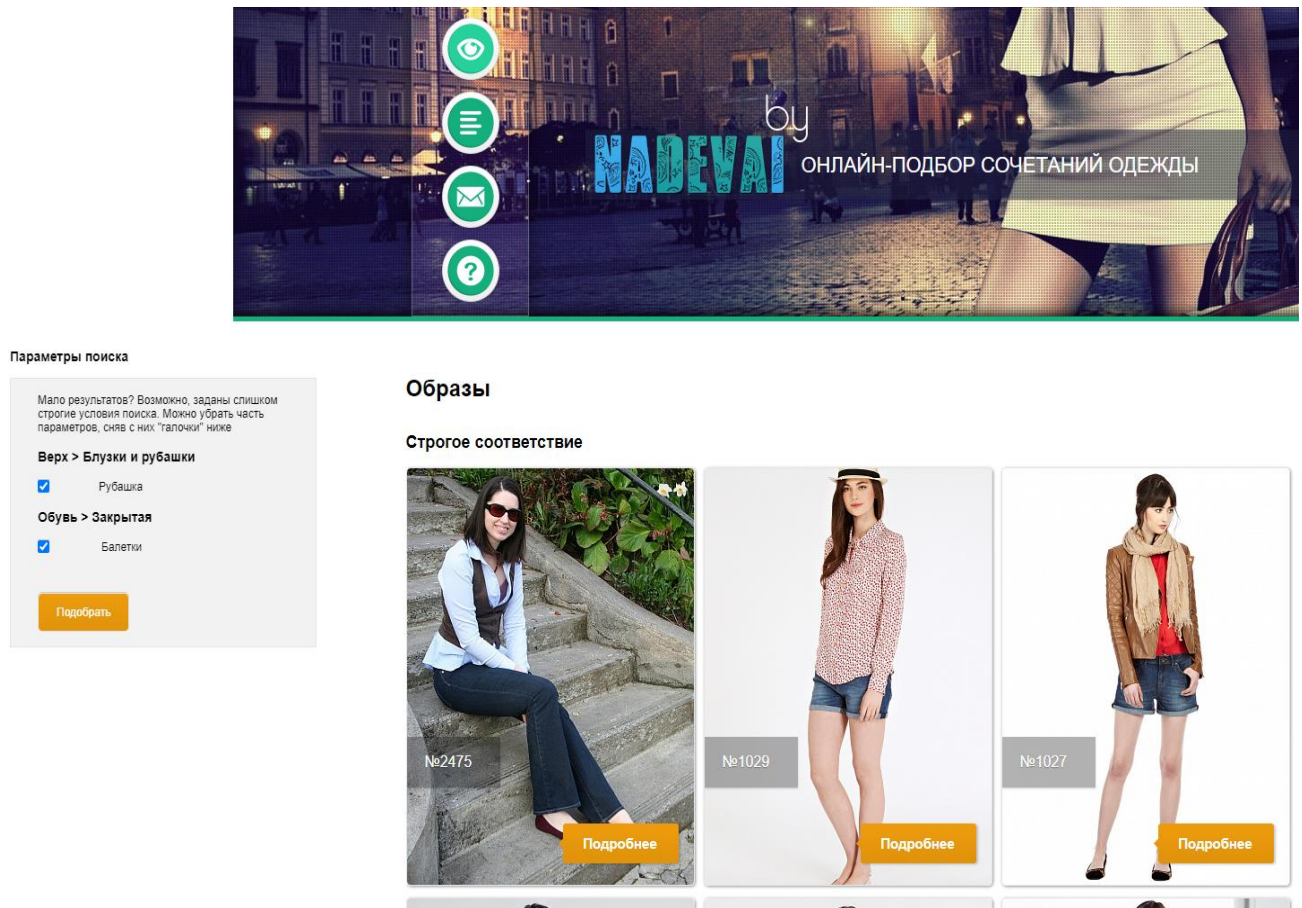 by
NADEVAI
ОНЛАЙН-ПОДБОР СОЧЕТАНИЙ ОДЕЖДЫ
Параметры поиска
Мало результатов? Возможно, заданы слишком
строгие условия поиска. Можно убрать часть
параметров, сняв с них "галочки" ниже
Верх > Блузки и рубашки
Рубашка
Обувь > Закрытая
Балетки
Подобрать
Образы
Строгое соответствие
№2475
№1029
№1027
Подробнее
Подробнее
Подробнее